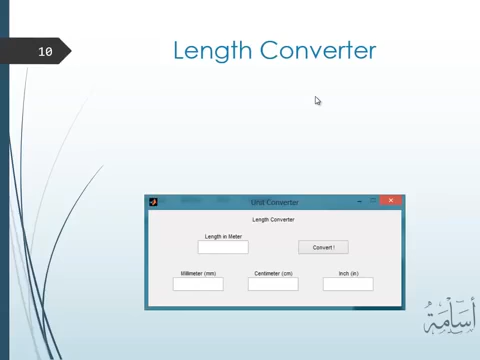 10
Length Converter
Unit Converter
Length Converter
Length in Meter
Convert !
Millimeter (mm)
Centimeter (cm)
Inch (in)
أسامة